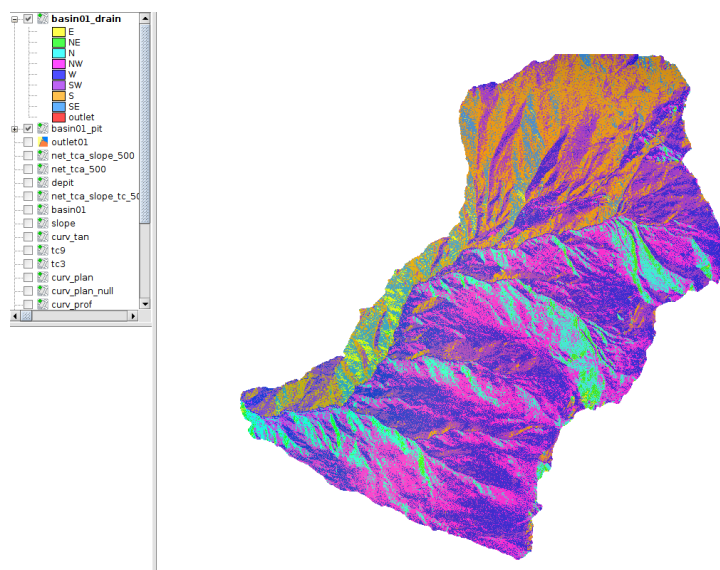 basin01_drain
E
NE
N
NW
W
SW
S
SE
outlet
basin01_pit
outlet01
net_tca_slope_500
net_tca_500
depit
net_tca_slope_tc_50
basin01
slope
curv_tan
tc9
tc3
curv_plan
curv_plan_null
curv_prof